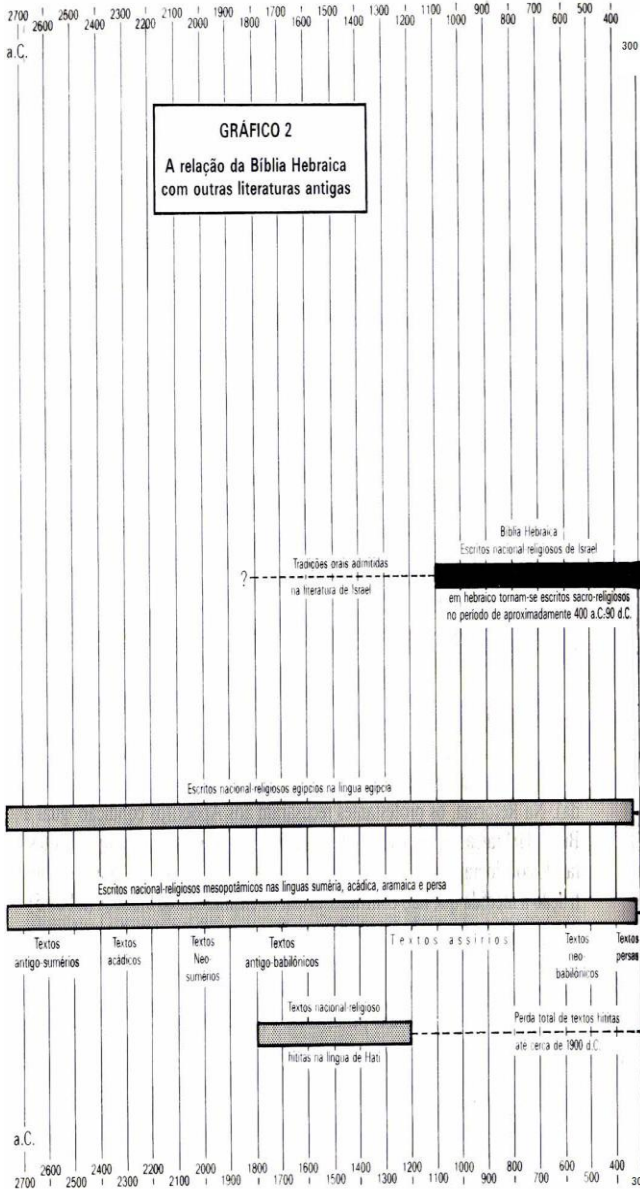 2700 2500 2300 2100 1900 1700 1500 1300 1100 900 700 500
2600 2400 2200 2000 1800 1600 1400 1200 1000 800 600 400
a.C.
300
GRÁFICO 2
A relação da Bíblia Hebraica
com outras literaturas antigas
Bíblia Hebraica
Escritos nacional religiosos de Israel
Tradições orais admitidas
?
na literatura de Israel
em hebraico tornam-se escritos sacro-religiosos
no período de aproximadamente 400 a.C-90 d.C.
Escritos nacional-religiosos egípcios na língua egípcia
Escritos nacional-religiosos mesopotâmicos nas línguas suméria, acádica, aramaica e persa
Textos
antigo-sumérios
Textos
acádicos
Textos
Neo-
sumérios
Textos
antigo-babilônicos
Textos assírios
Textos
neo-
babilônicos
Textos
persas
Textos nacional-religioso
hititas na língua de Hati
Perda total de textos hititas
até cerca de 1900 d.C.
a.C.
2600 2400 2200 2000 1800 1600 1400 1200 1000 800 600 400
2700 2500 2300 2100 1900 1700 1500 1300 1100 900 700 500 30